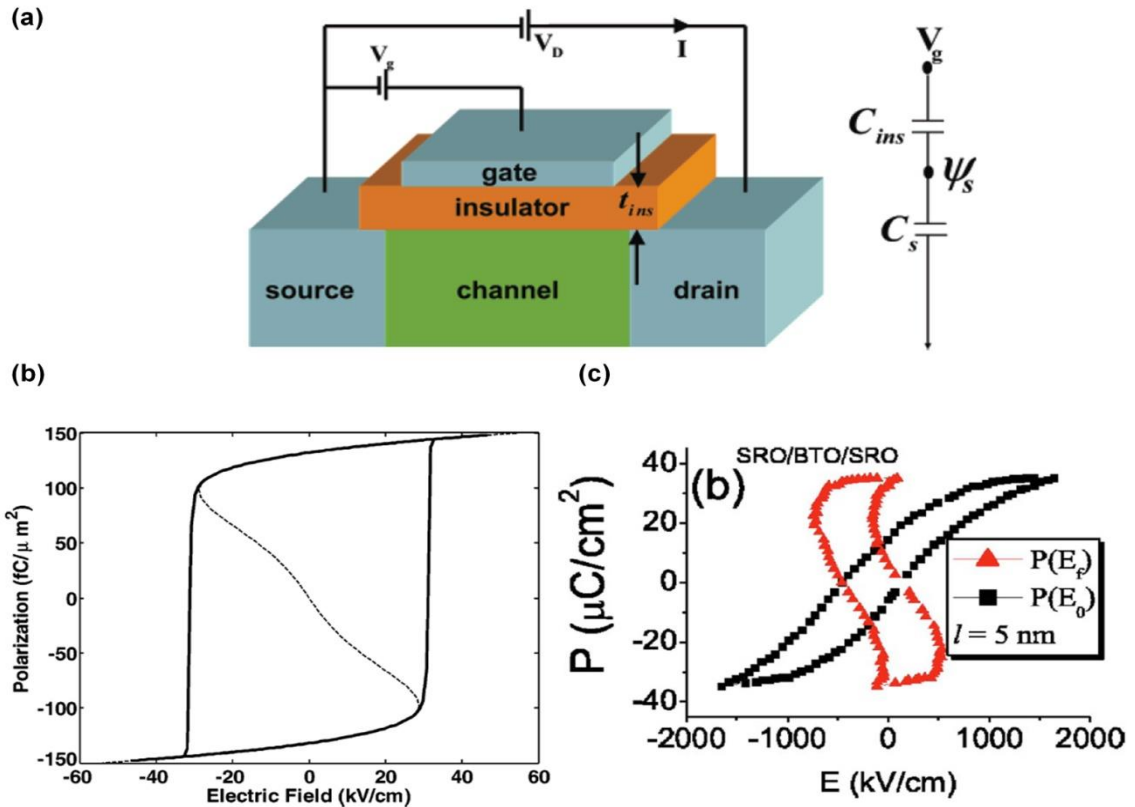 (a)
V_D
I
V_g
gate
insulator
t_ins
source
channel
drain
V_g
C_ins
ψ_s
C_s
(b)
150
100
50
0
-50
-100
-150
-60
-40
-20
0
20
40
60
Polarization (fC/μ m²)
Electric Field (kV/cm)
(c)
SRO/BTO/SRO
(b)
40
20
0
-20
-40
P (μC/cm²)
P(E_f)
P(E_0)
l = 5 nm
-2000
-1000
0
1000
2000
E (kV/cm)